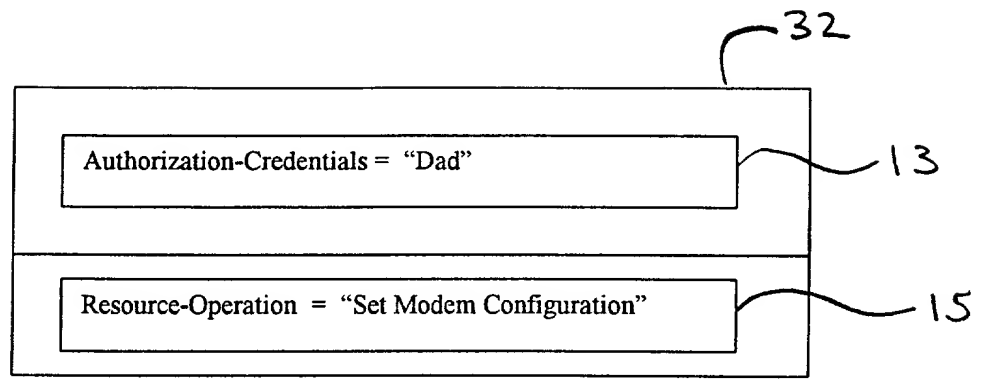 32
Authorization-Credentials = “Dad”
13
Resource-Operation = “Set Modem Configuration”
15